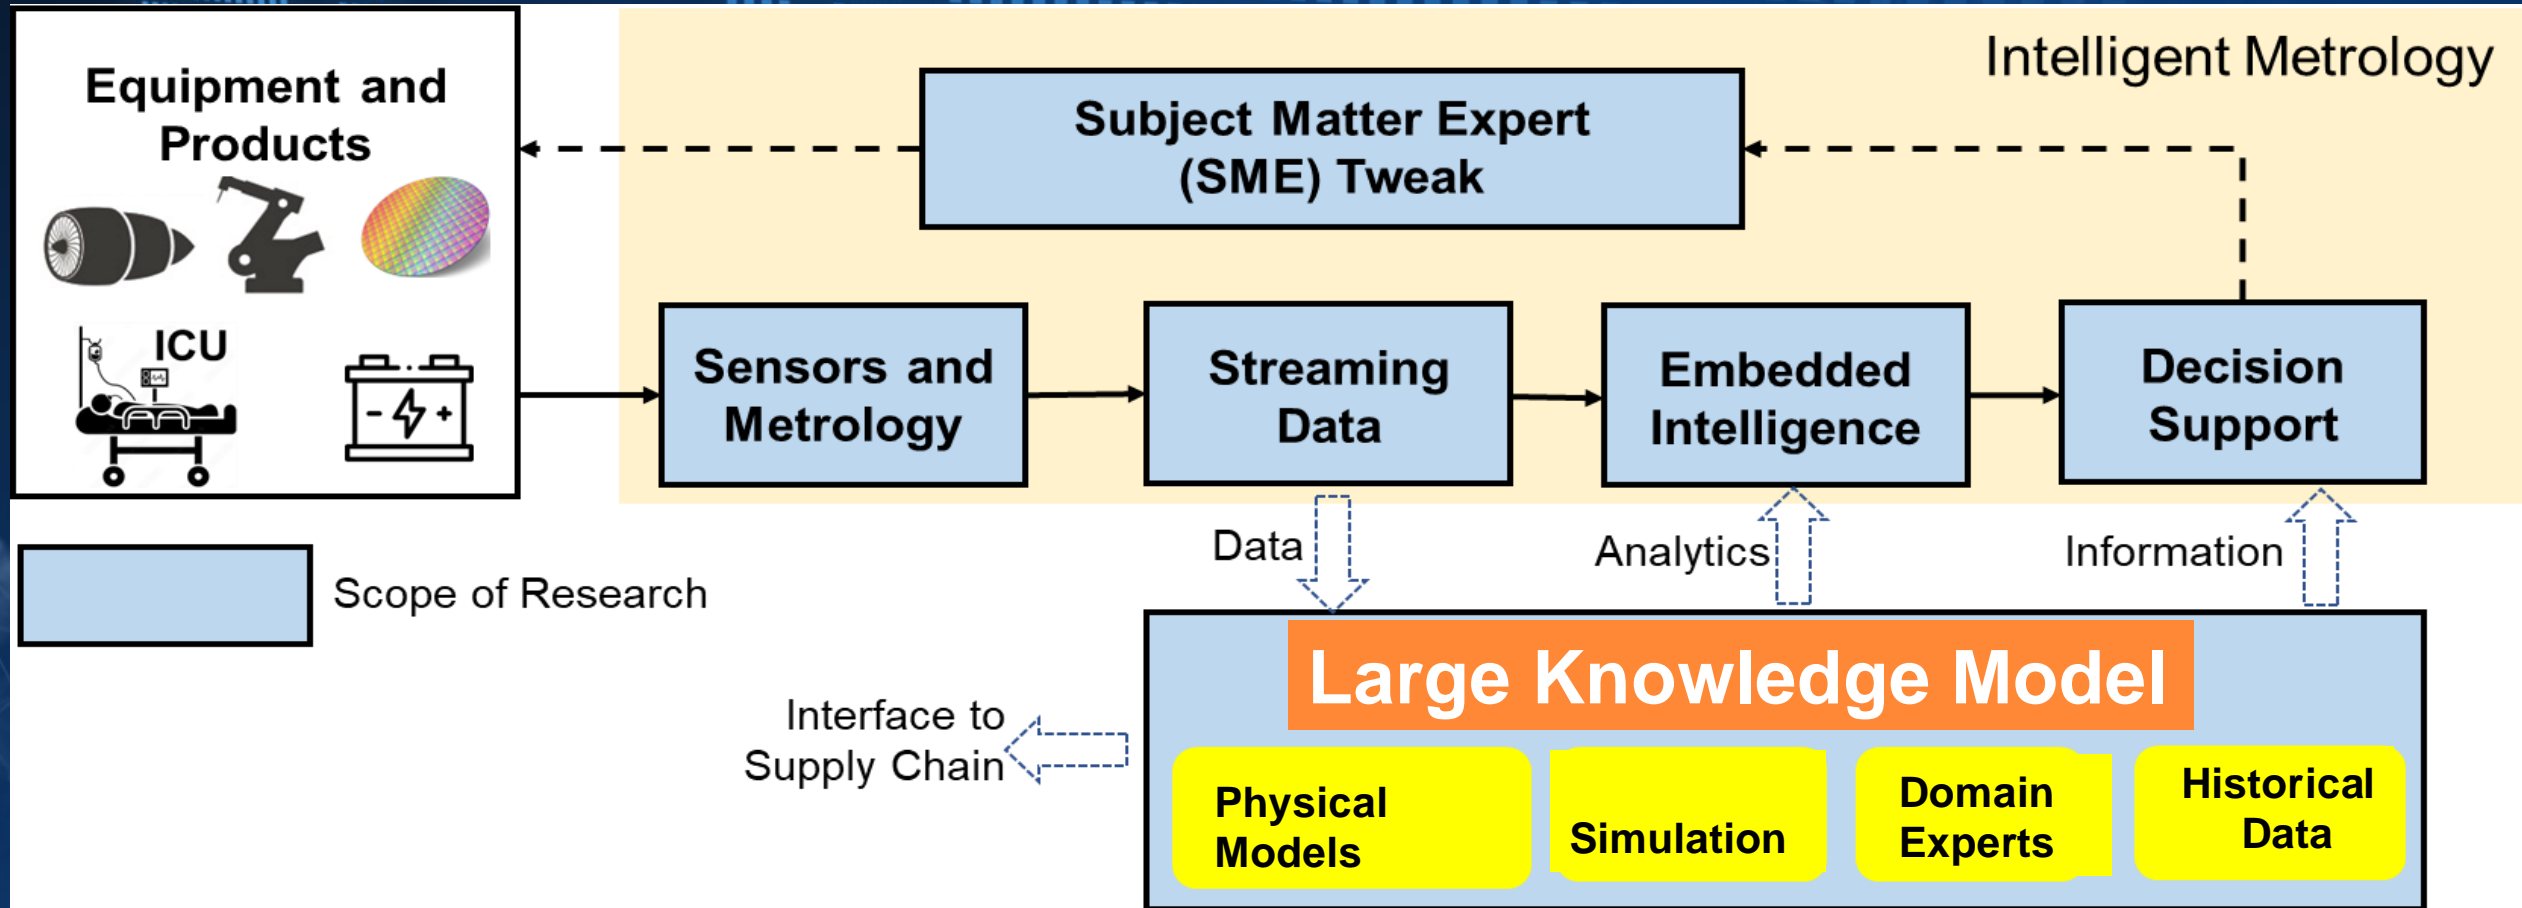 Intelligent Metrology
Equipment and
Products
ICU
Subject Matter Expert
(SME) Tweak
Sensors and
Metrology
Streaming
Data
Embedded
Intelligence
Decision
Support
Data
Analytics
Information
Scope of Research
Large Knowledge Model
Interface to
Supply Chain
Physical
Models
Simulation
Domain
Experts
Historical
Data